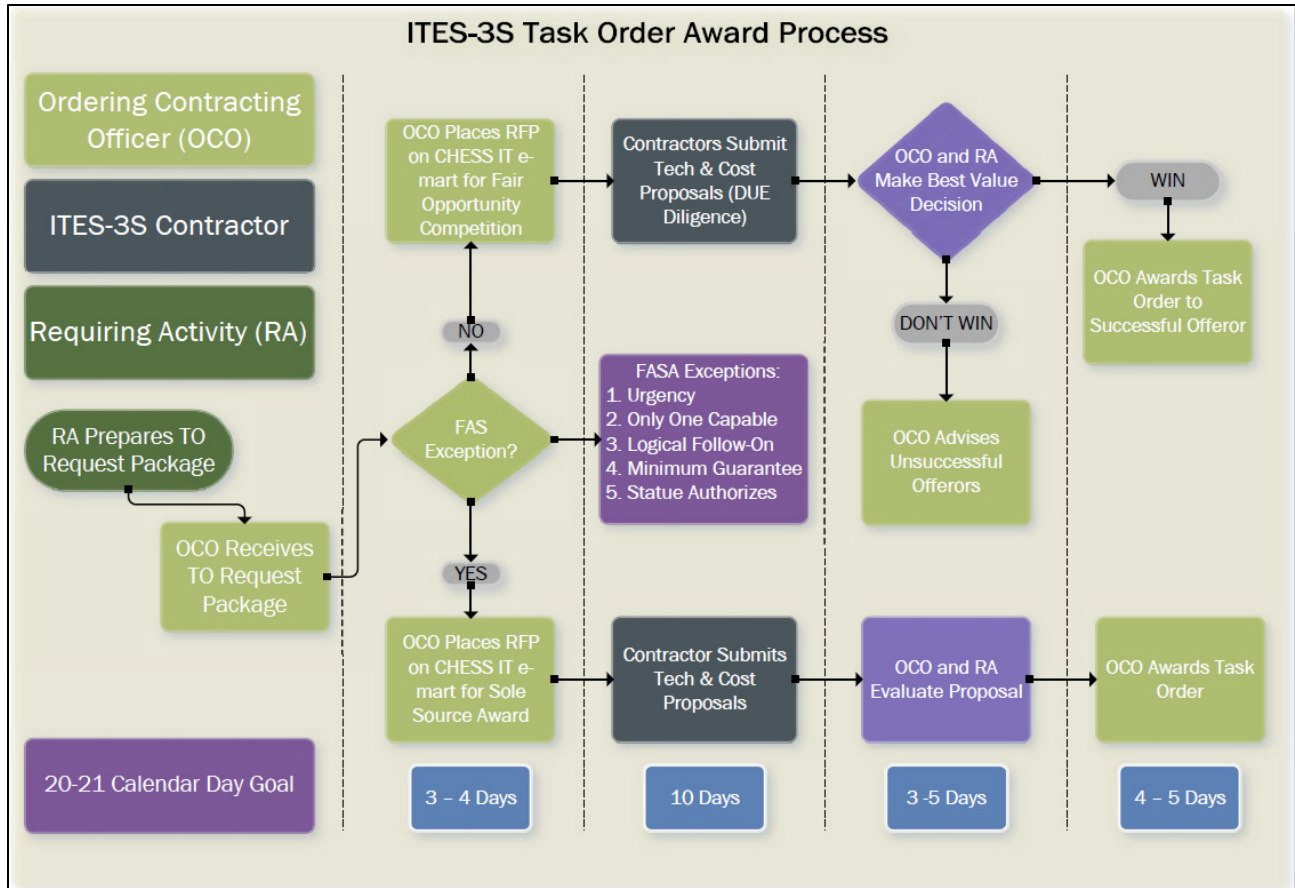 ITES-3S Task Order Award Process
Ordering Contracting
Officer (OCO)
ITES-3S Contractor
Requiring Activity (RA)
RA Prepares TO
Request Package
OCO Receives
TO Request
Package
20-21 Calendar Day Goal
OCO Places RFP
on CHESS IT e-
mart for Fair
Opportunity
Competition
NO
FAS
Exception?
YES
OCO Places RFP
on CHESS IT e-
mart for Sole
Source Award
3 – 4 Days
Contractors Submit
Tech & Cost
Proposals (DUE
Diligence)
FASA Exceptions:
1. Urgency
2. Only One Capable
3. Logical Follow-On
4. Minimum Guarantee
5. Statue Authorizes
Contractor Submits
Tech & Cost
Proposals
10 Days
OCO and RA
Make Best Value
Decision
DON'T WIN
OCO Advises
Unsuccessful
Offerors
OCO and RA
Evaluate Proposal
3 -5 Days
WIN
OCO Awards Task
Order to
Successful Offeror
OCO Awards Task
Order
4 – 5 Days